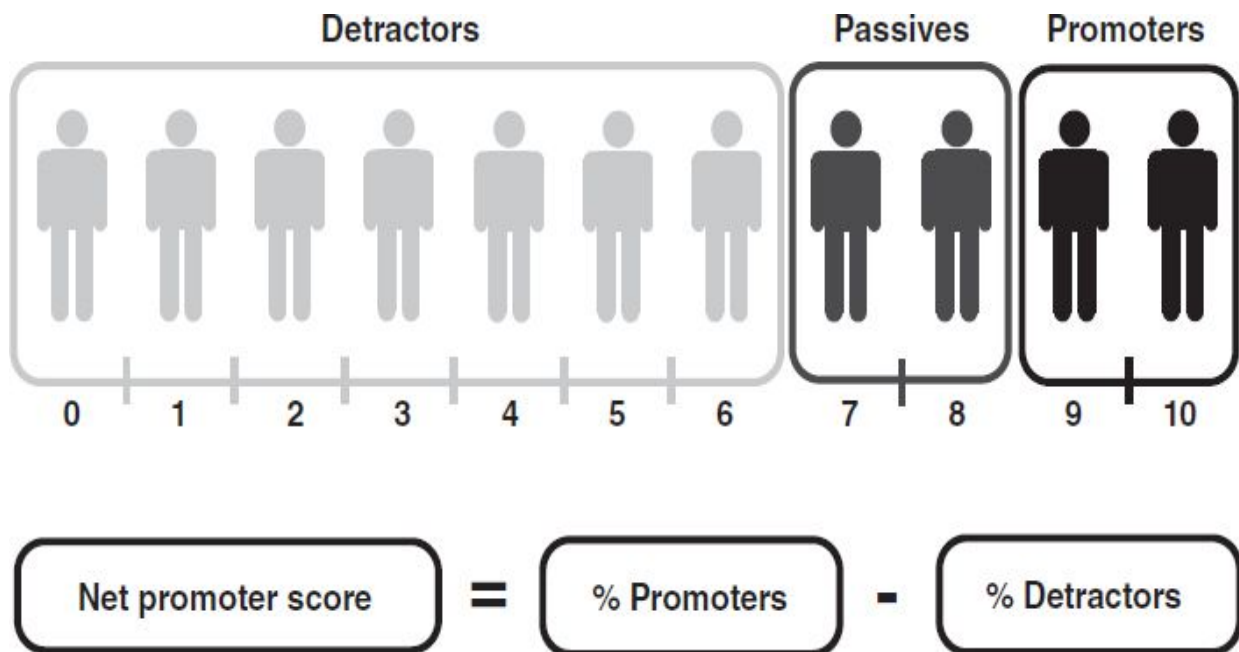 Detractors Passives Promoters
0 1 2 3 4 5 6 7 8 9 10
Net promoter score = % Promoters - % Detractors